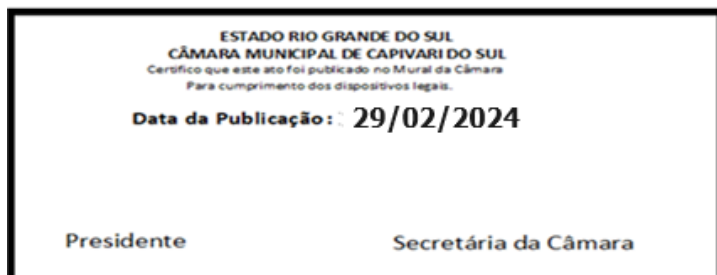 ESTADO RIO GRANDE DO SUL
CÂMARA MUNICIPAL DE CAPIVARI DO SUL
Certifico que este ato foi publicado no Mural da Câmara
Para cumprimento dos dispositivos legais.
Data da Publicação: 29/02/2024
Presidente Secretária da Câmara